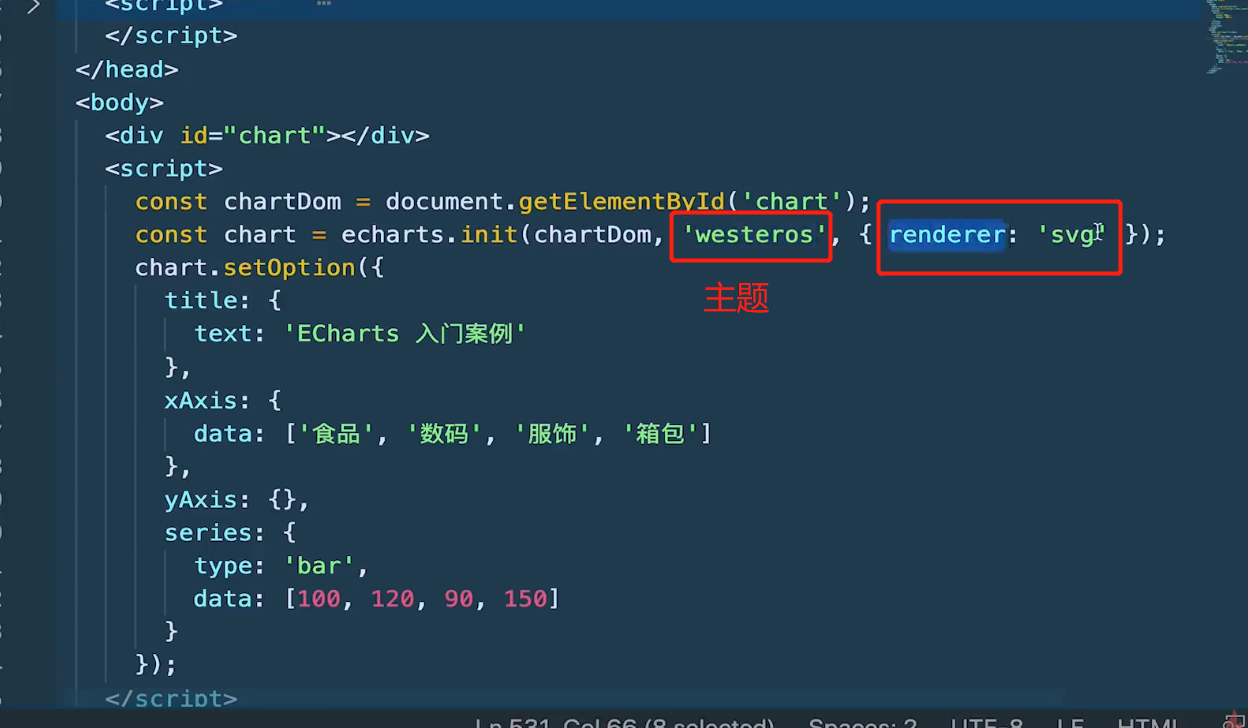 <script>
</script>
</head>
<body>
<div id="chart"></div>
<script>
const chartDom = document.getElementById('chart');
const chart = echarts.init(chartDom, 'westeros', { renderer: 'svg' });
主题
chart.setOption({
title: {
text: 'ECharts 入门案例'
},
xAxis: {
data: ['食品', '数码', '服饰', '箱包']
},
yAxis: {},
series: {
type: 'bar',
data: [100, 120, 90, 150]
}
});
</script>
Ln 531, Col 66 (8 selected) Spaces: 2 UTF-8 LF HTML